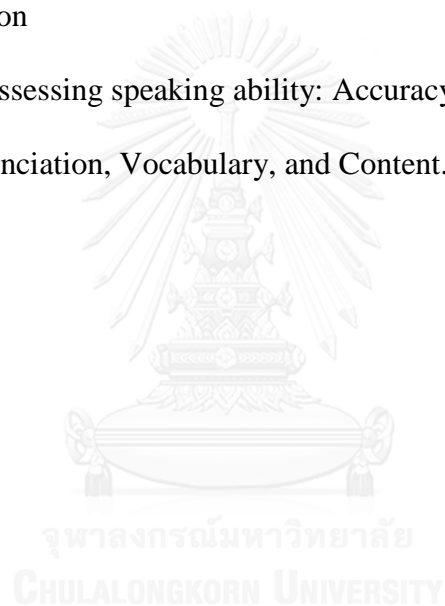 on
ssessing speaking ability: Accuracy
nciation, Vocabulary, and Content.
จุฬาลงกรณ์มหาวิทยาลัย
CHULALONGKORN UNIVERSITY